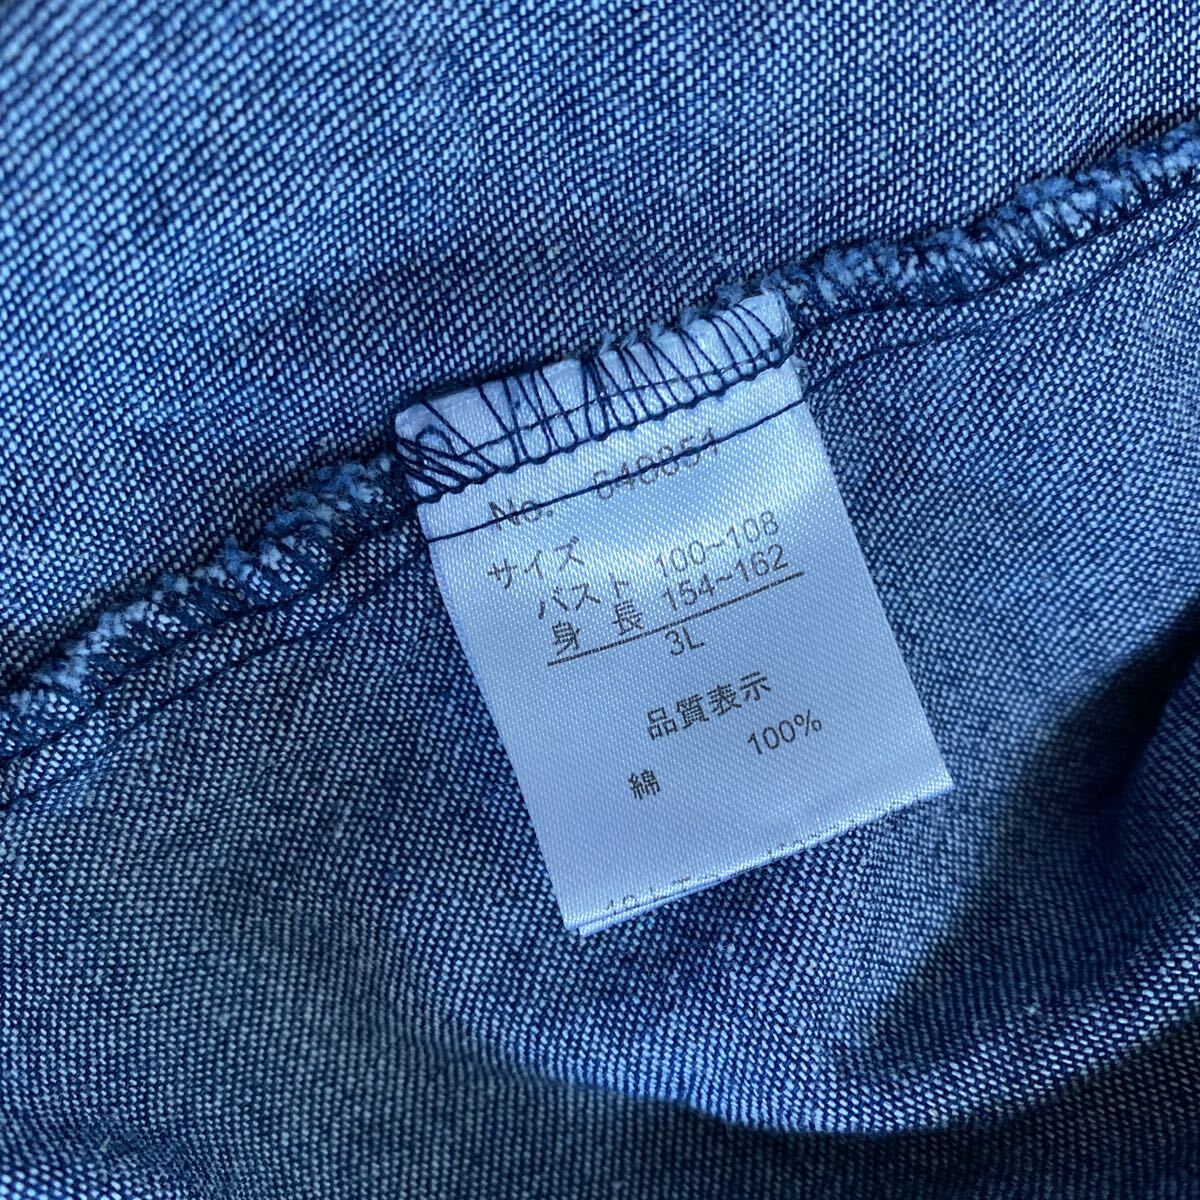 No. 640851
サイズ
バスト 100~108
身 長 154~162
3L
品質表示
綿 100%